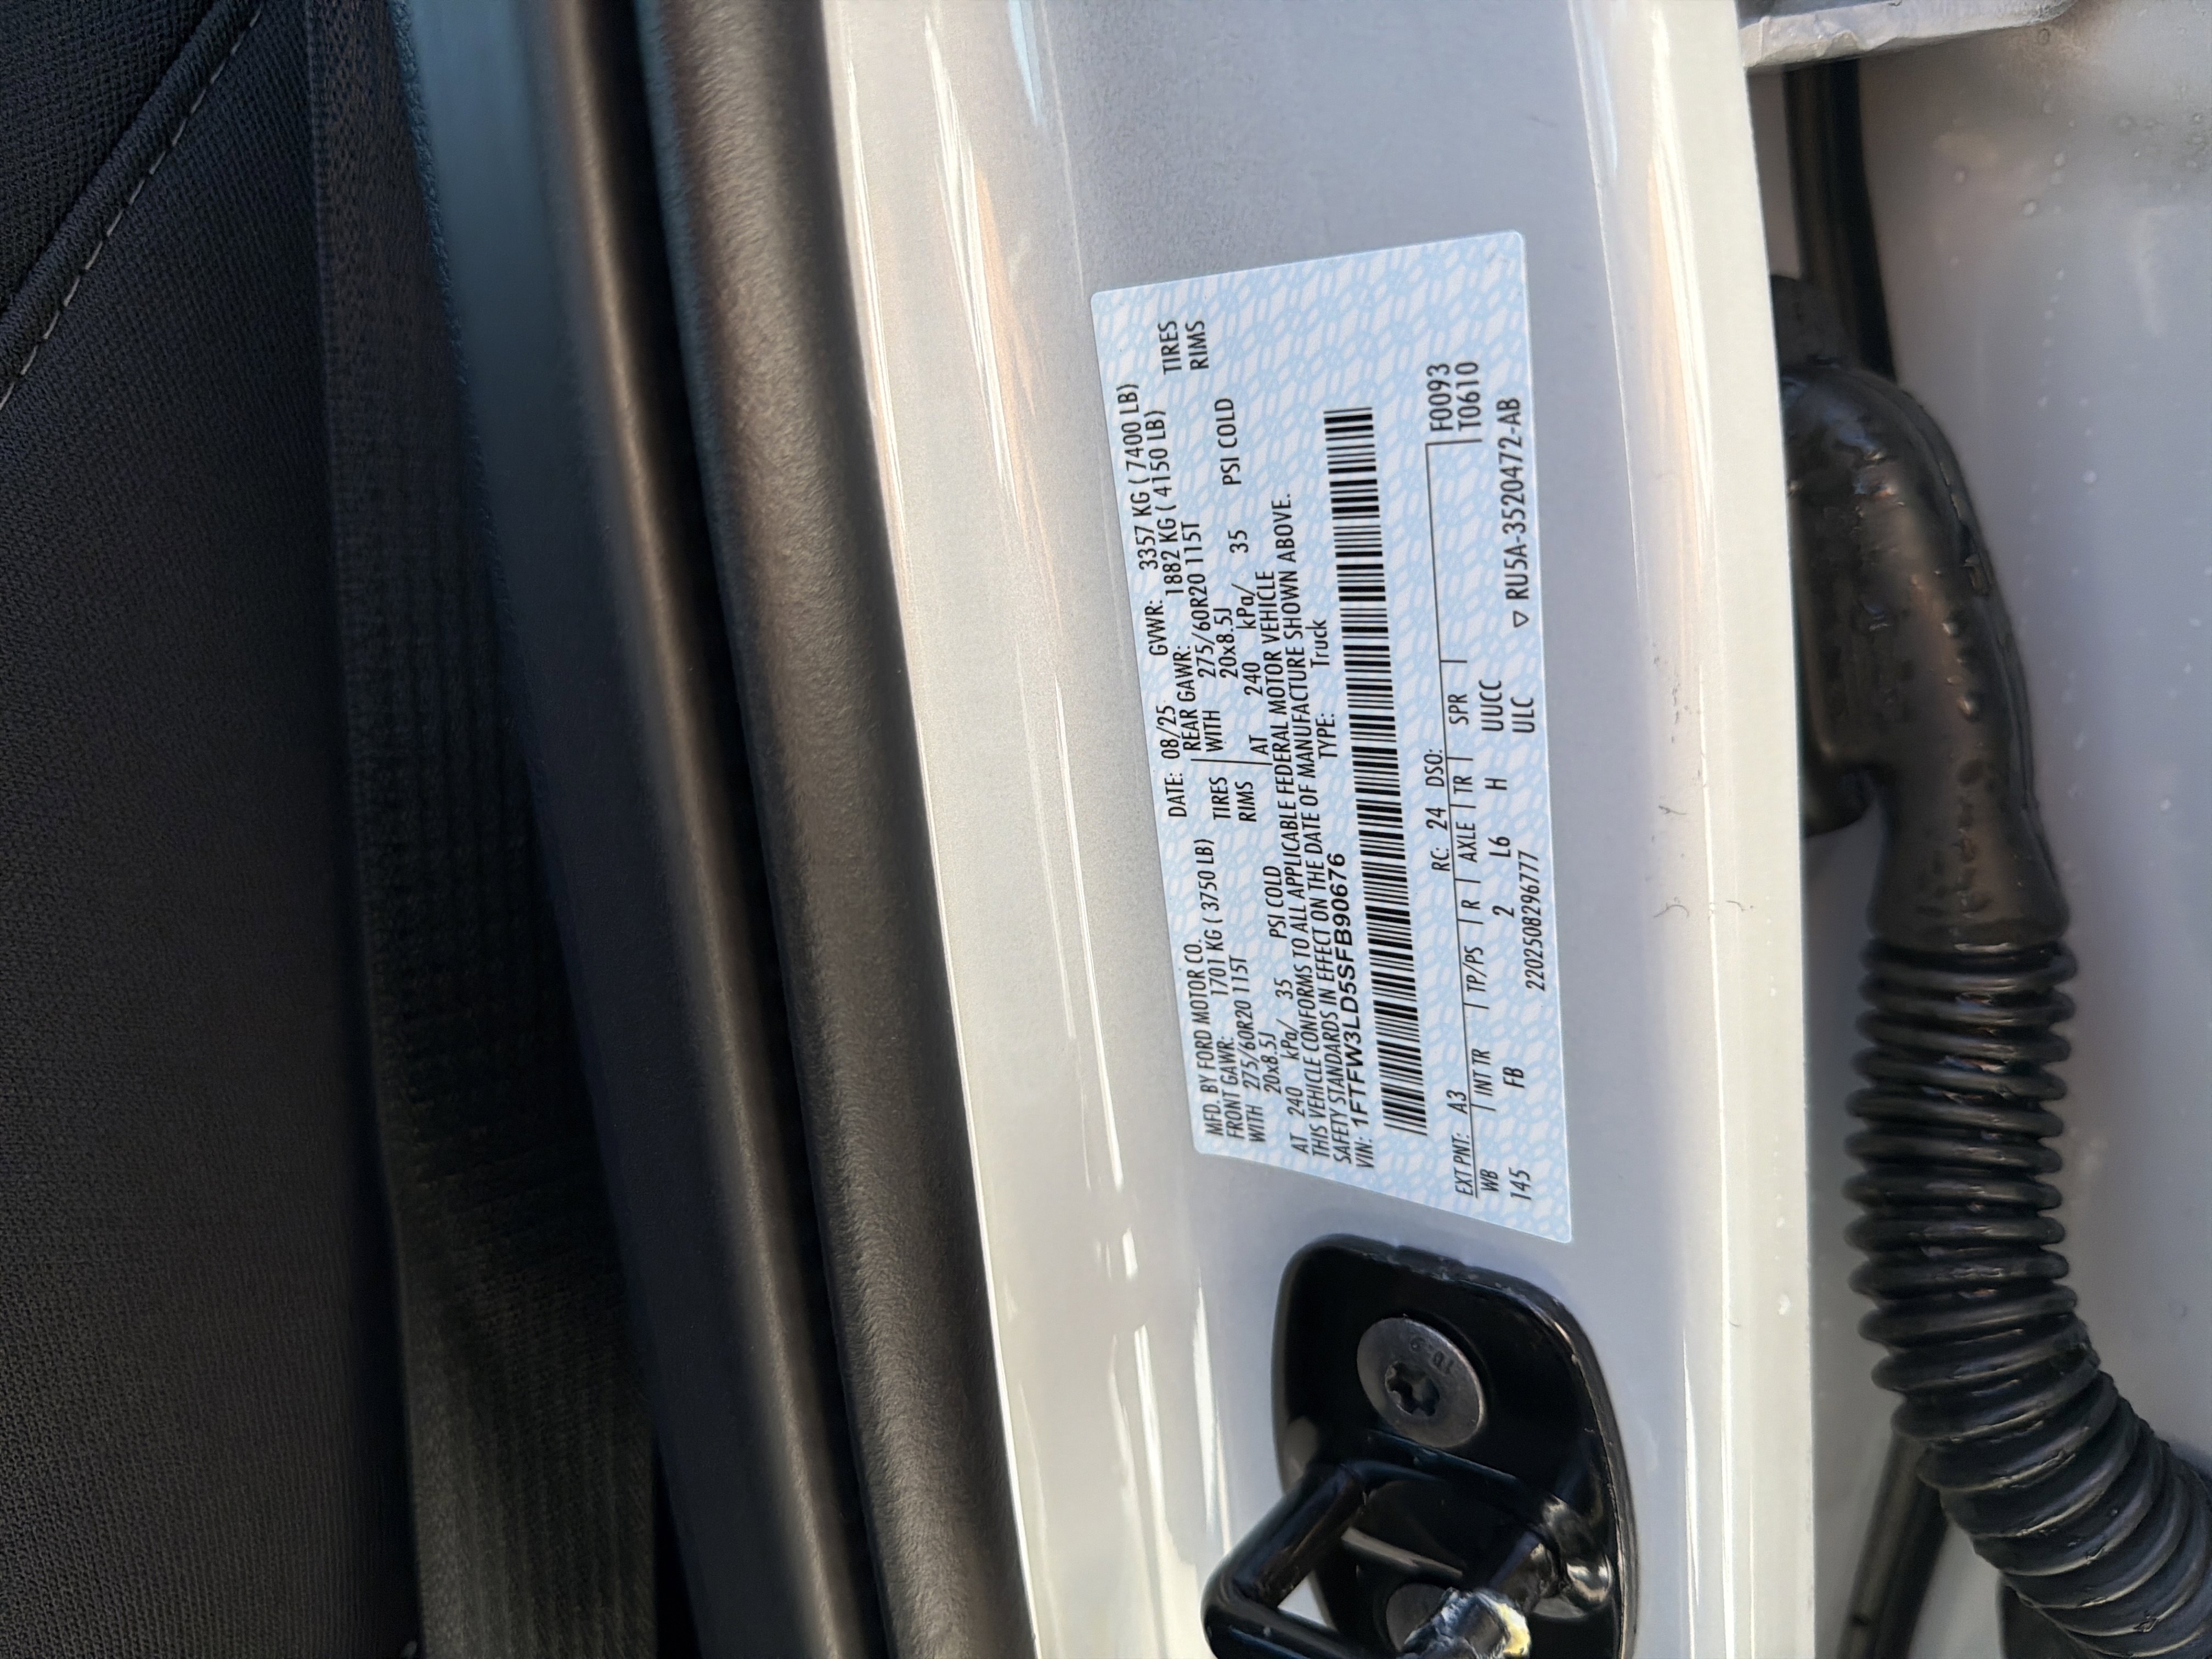 MFD. BY FORD MOTOR CO. DATE: 08/25 GVWR: 3357 KG ( 7400 LB)
FRONT GAWR: 1701 KG ( 3750 LB) REAR GAWR: 1882 KG ( 4150 LB)
WITH 275/60R20 115T TIRES WITH 275/60R20 115T TIRES
20x8.5J RIMS 20x8.5J RIMS
AT 240 kPa/ 35 PSI COLD AT 240 kPa/ 35 PSI COLD
THIS VEHICLE CONFORMS TO ALL APPLICABLE FEDERAL MOTOR VEHICLE
SAFETY STANDARDS IN EFFECT ON THE DATE OF MANUFACTURE SHOWN ABOVE.
VIN: 1FTFW3LD5SFB90676 TYPE: Truck
EXT PNT: A3 RC: 24 DSO: F0093
WB | INT TR | TP/PS | R | AXLE | TR | SPR | T0610
145 FB 2 L6 H UUCC
2202508296777 ULC ▽ RU5A-3520472-AB